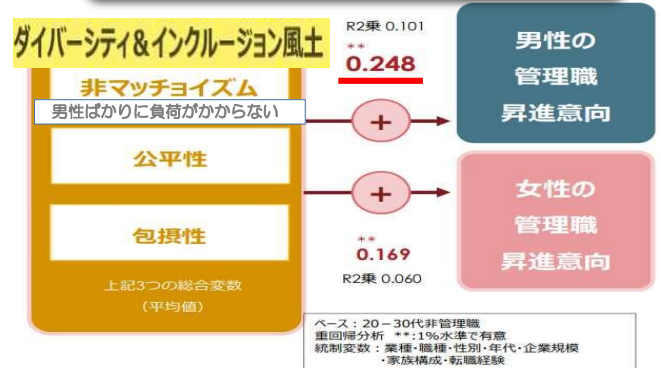 ダイバーシティ&インクルージョン風土
非マッチョイズム
男性ばかりに負荷がかからない
公平性
包摂性
上記3つの総合変数
(平均値)
R2乗 0.101
**
0.248
+
男性の
管理職
昇進意向
+
**
0.169
R2乗 0.060
女性の
管理職
昇進意向
ベース:20-30代非管理職
重回帰分析 **:1%水準で有意
統制変数:業種・職種・性別・年代・企業規模
・家族構成・転職経験